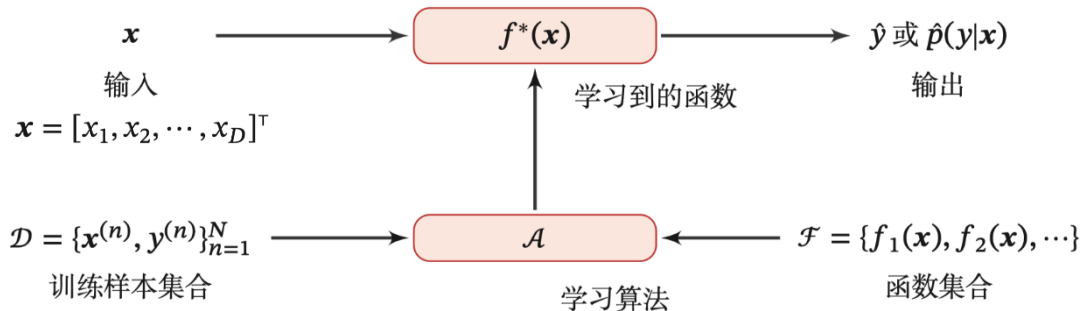 x
f*(x)
ŷ 或 p̂(y|x)
输入
学习到的函数
输出
x = [x₁, x₂, ⋯, x_D]ᵀ
𝒟 = {x⁽ⁿ⁾, y⁽ⁿ⁾}ᴺₙ₌₁
𝒜
ℱ = {f₁(x), f₂(x), ⋯}
训练样本集合
学习算法
函数集合